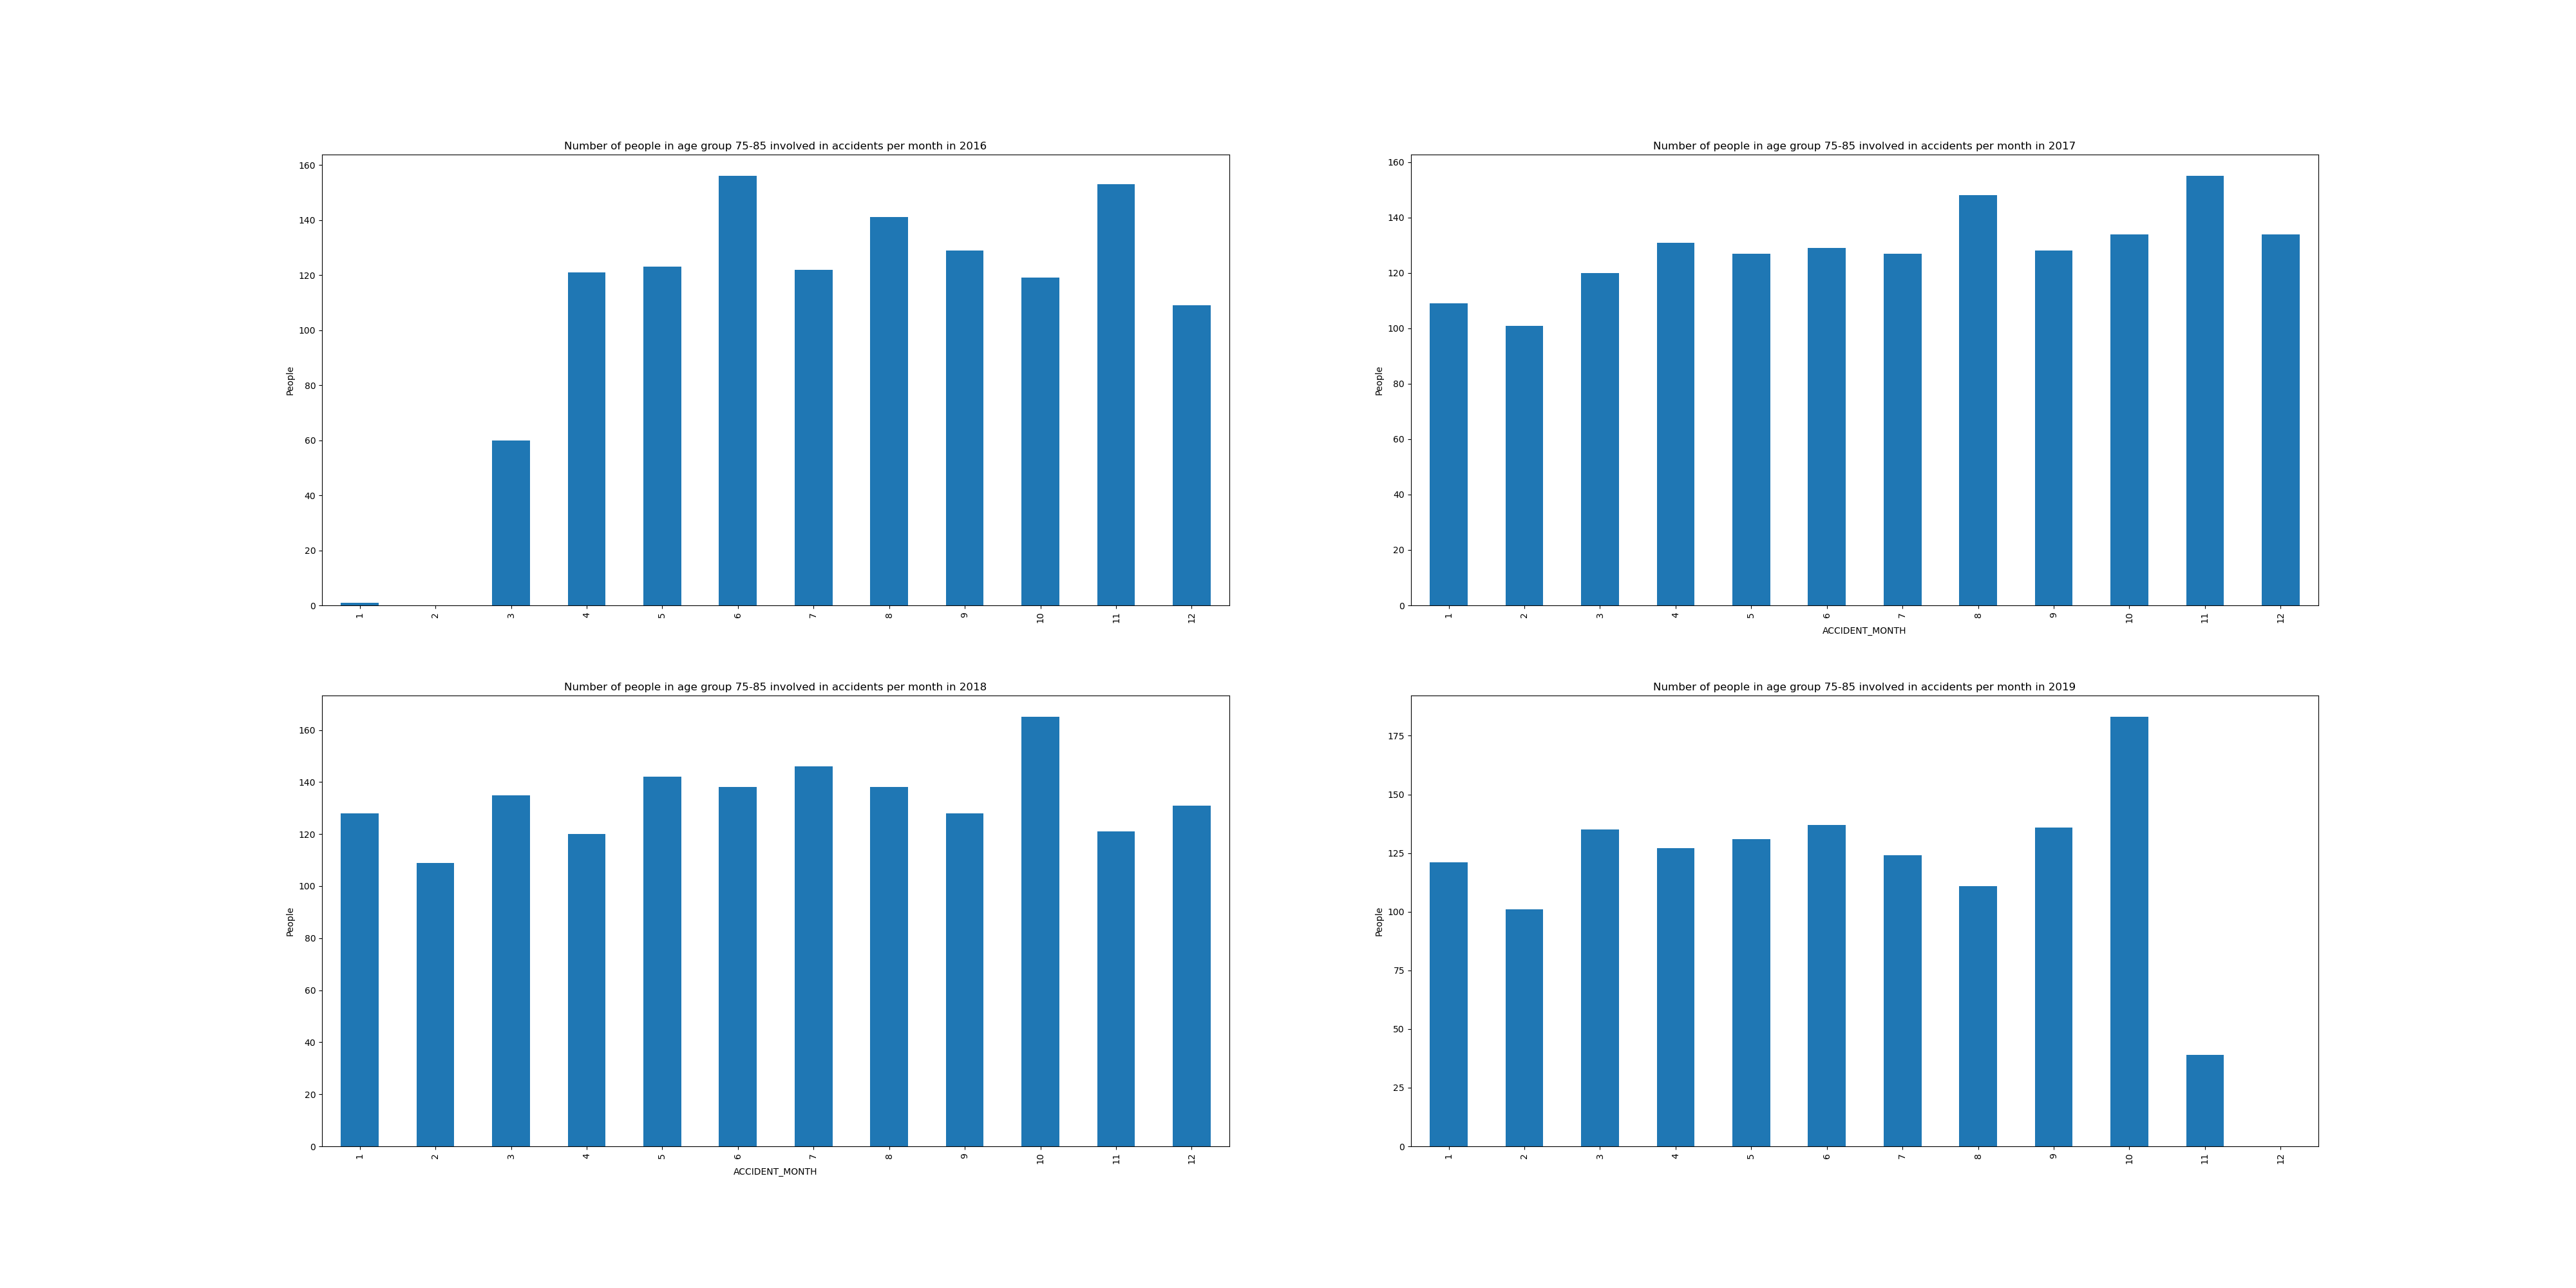 Number of people in age group 75-85 involved in accidents per month in 2016
160
140
120
100
80
60
40
20
0
People
1 2 3 4 5 6 7 8 9 10 11 12
Number of people in age group 75-85 involved in accidents per month in 2017
160
140
120
100
80
60
40
20
0
People
1 2 3 4 5 6 7 8 9 10 11 12
ACCIDENT_MONTH
Number of people in age group 75-85 involved in accidents per month in 2018
160
140
120
100
80
60
40
20
0
People
1 2 3 4 5 6 7 8 9 10 11 12
ACCIDENT_MONTH
Number of people in age group 75-85 involved in accidents per month in 2019
175
150
125
100
75
50
25
0
People
1 2 3 4 5 6 7 8 9 10 11 12